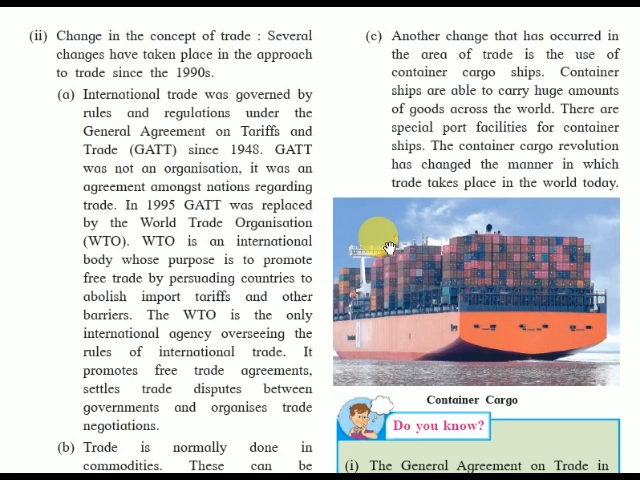 (ii) Change in the concept of trade : Several
changes have taken place in the approach
to trade since the 1990s.
(a) International trade was governed by
rules and regulations under the
General Agreement on Tariffs and
Trade (GATT) since 1948. GATT
was not an organisation, it was an
agreement amongst nations regarding
trade. In 1995 GATT was replaced
by the World Trade Organisation
(WTO). WTO is an international
body whose purpose is to promote
free trade by persuading countries to
abolish import tariffs and other
barriers. The WTO is the only
international agency overseeing the
rules of international trade. It
promotes free trade agreements,
settles trade disputes between
governments and organises trade
negotiations.
(b) Trade is normally done in
commodities. These can be
(c) Another change that has occurred in
the area of trade is the use of
container cargo ships. Container
ships are able to carry huge amounts
of goods across the world. There are
special port facilities for container
ships. The container cargo revolution
has changed the manner in which
trade takes place in the world today.
Container Cargo
Do you know?
(i) The General Agreement on Trade in